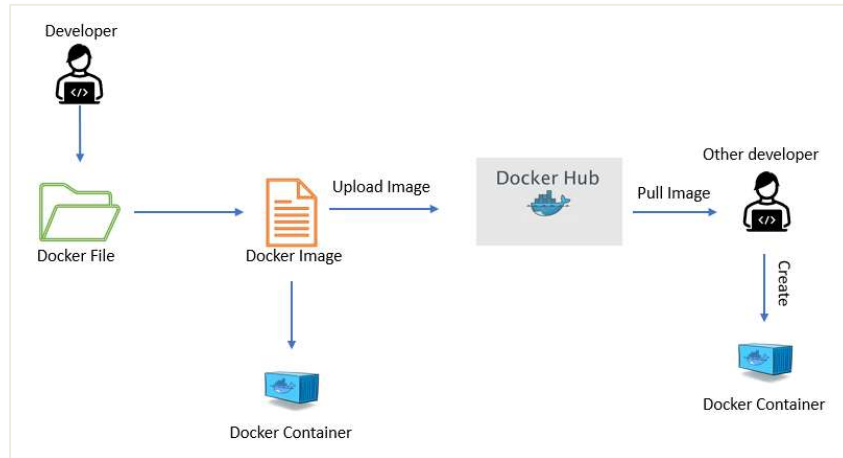 Developer
</>
Other developer
Docker Hub
Upload Image
Pull Image
</>
Docker File
Docker Image
Create
Docker Container
Docker Container